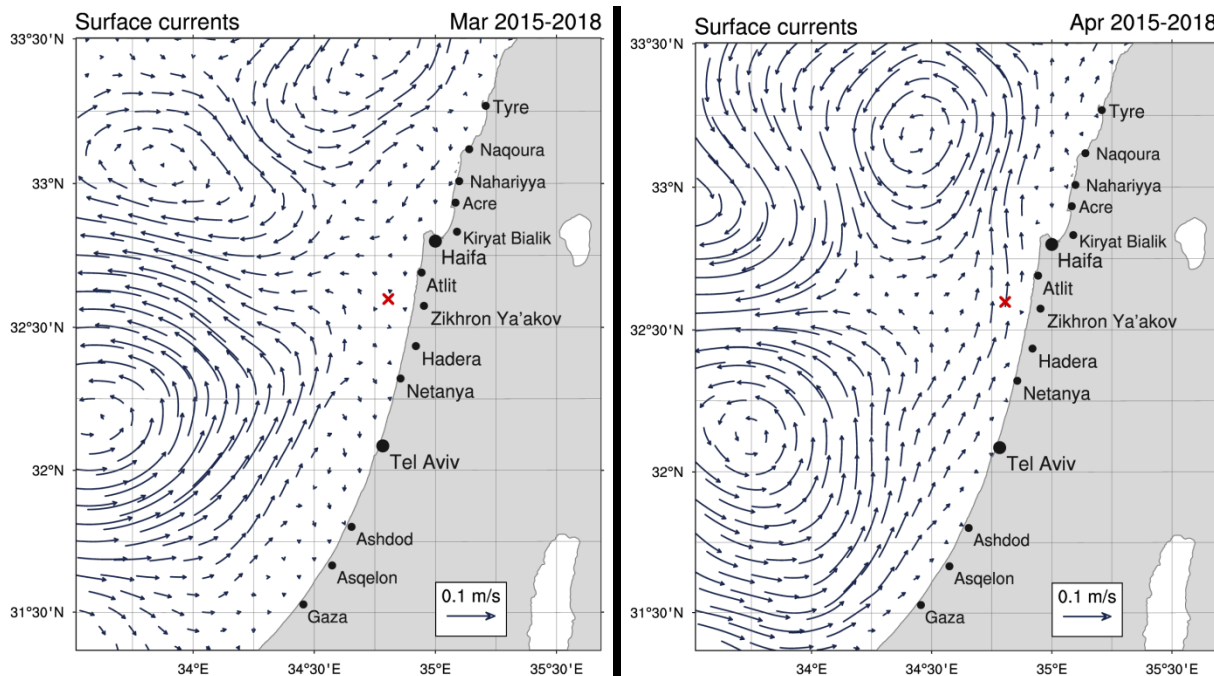 Surface currents Mar 2015-2018
33°30'N
33°N
32°30'N
32°N
31°30'N
Tyre
Naqoura
Nahariyya
Acre
Kiryat Bialik
Haifa
Atlit
Zikhron Ya'akov
Hadera
Netanya
Tel Aviv
Ashdod
Asqelon
Gaza
0.1 m/s
34°E 34°30'E 35°E 35°30'E
Surface currents Apr 2015-2018
33°30'N
33°N
32°30'N
32°N
31°30'N
Tyre
Naqoura
Nahariyya
Acre
Kiryat Bialik
Haifa
Atlit
Zikhron Ya'akov
Hadera
Netanya
Tel Aviv
Ashdod
Asqelon
Gaza
0.1 m/s
34°E 34°30'E 35°E 35°30'E